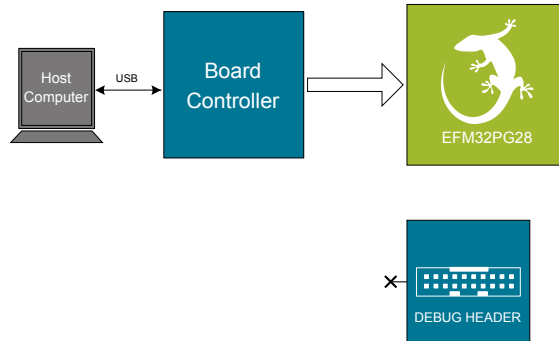 Host
Computer
USB
Board
Controller
EFM32PG28
DEBUG HEADER